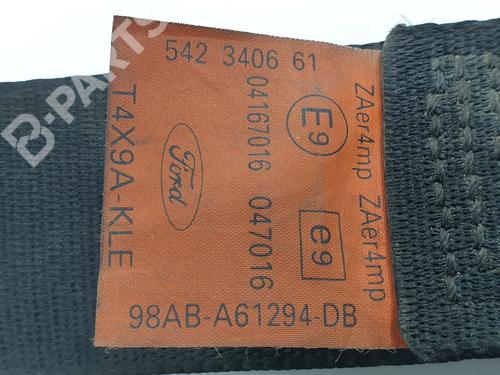 B-PARTS
542 3406 61
T4X9A-KLE
Ford
04167016 047016
E9
e9
ZAer4mp ZAer4mp
98AB-A61294-DB